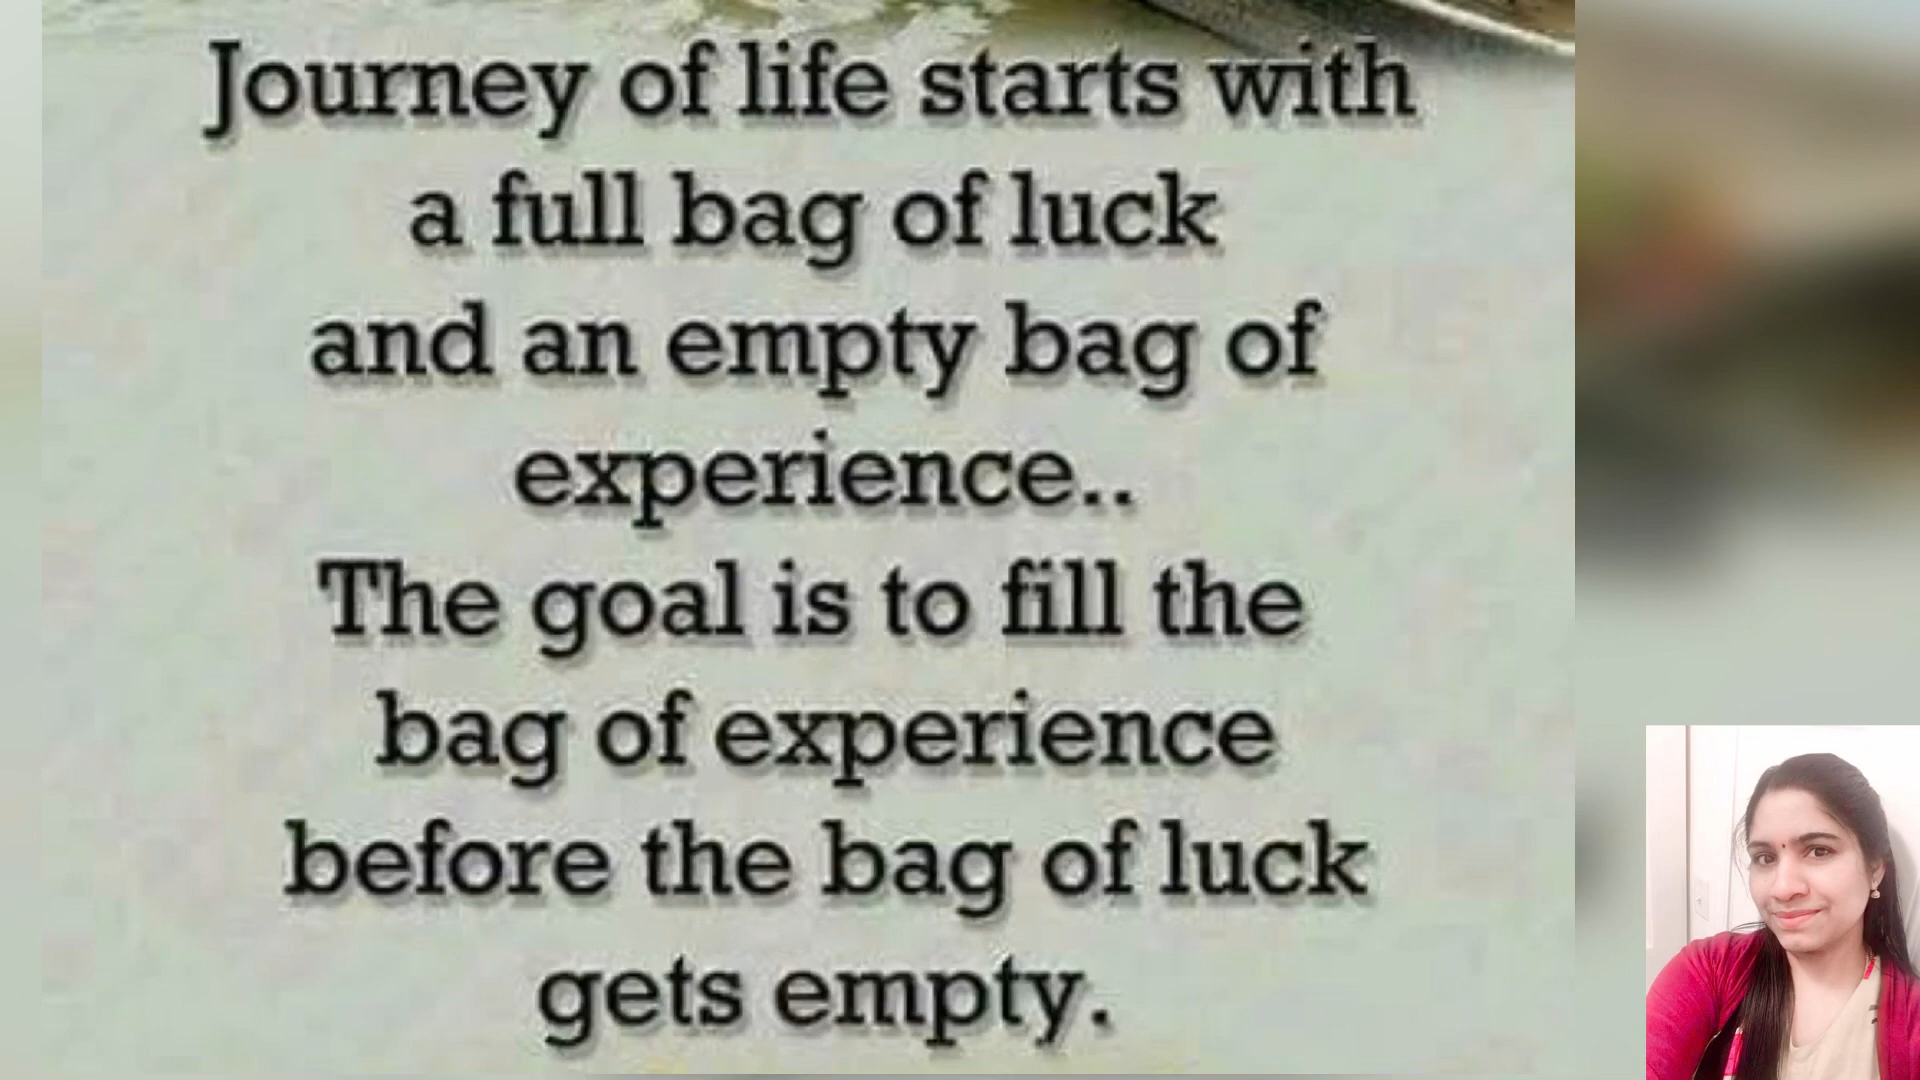 Journey of life starts with
a full bag of luck
and an empty bag of
experience..
The goal is to fill the
bag of experience
before the bag of luck
gets empty.